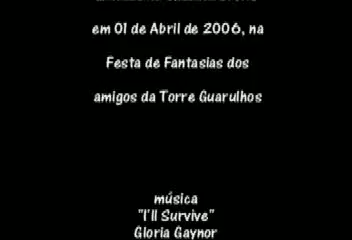 em 01 de Abril de 2006, na
Festa de Fantasias dos
amigos da Torre Guarulhos
música
"I'll Survive"
Gloria Gaynor